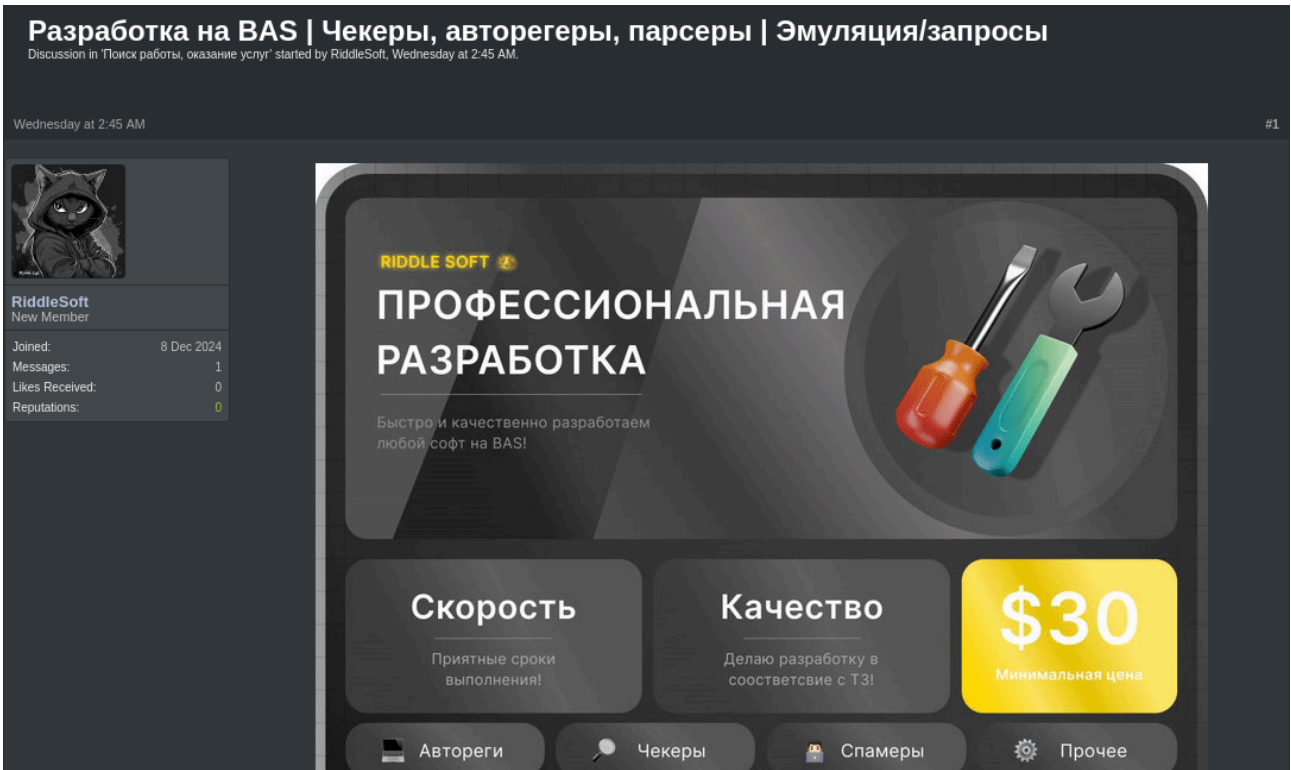 Разработка на BAS | Чекеры, авторегеры, парсеры | Эмуляция/запросы
Discussion in 'Поиск работы, оказание услуг' started by RiddleSoft, Wednesday at 2:45 AM.
Wednesday at 2:45 AM
#1
RiddleSoft
New Member
Joined: 8 Dec 2024
Messages: 1
Likes Received: 0
Reputations: 0
RIDDLE SOFT
ПРОФЕССИОНАЛЬНАЯ
РАЗРАБОТКА
Быстро и качественно разработаем
любой софт на BAS!
Скорость
Приятные сроки
выполнения!
Качество
Делаю разработку в
соостветсвие с ТЗ!
$30
Минимальная цена
Автореги
Чекеры
Спамеры
Прочее